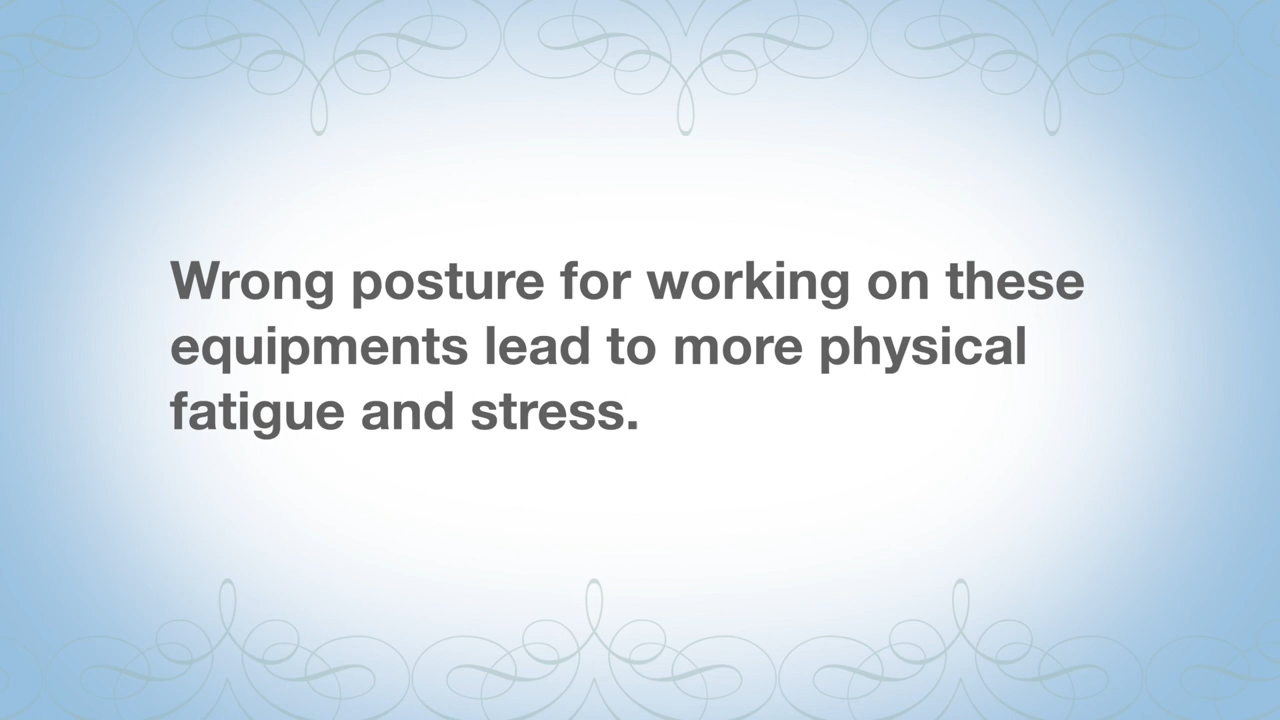 Wrong posture for working on these
equipments lead to more physical
fatigue and stress.